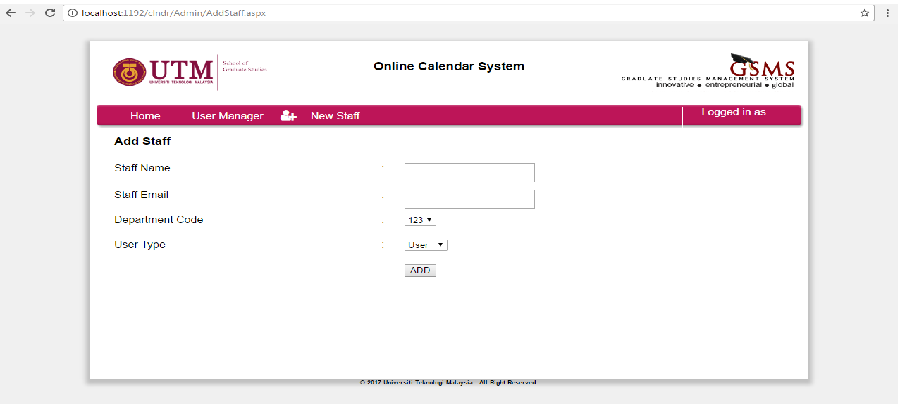 localhost:1192/clndr/Admin/AddStaff.aspx
UTM
UNIVERSITI TEKNOLOGI MALAYSIA
School of
Graduate Studies
Online Calendar System
GSMS
GRADUATE STUDIES MANAGEMENT SYSTEM
innovative ● entrepreneurial ● global
Home User Manager New Staff Logged in as
Add Staff
Staff Name :
Staff Email :
Department Code : 123
User Type : User
ADD
© 2017 Universiti Teknologi Malaysia . All Right Reserved